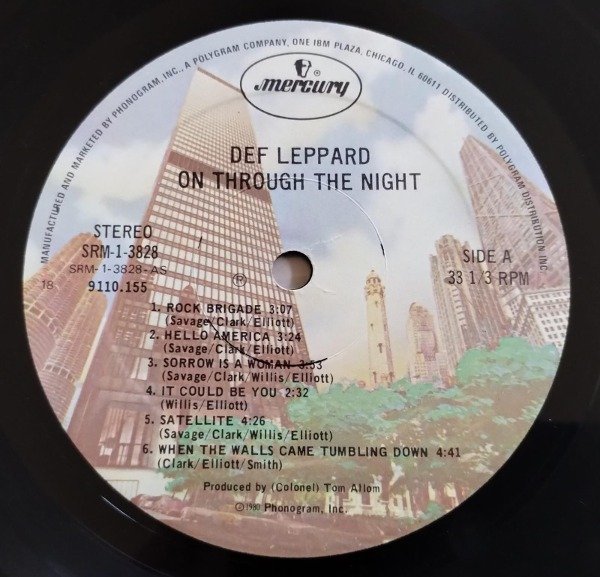 MANUFACTURED AND MARKETED BY PHONOGRAM, INC., A POLYGRAM COMPANY, ONE IBM PLAZA, CHICAGO, IL 60611 DISTRIBUTED BY POLYGRAM DISTRIBUTION INC.
mercury ®
DEF LEPPARD
ON THROUGH THE NIGHT
STEREO
SRM-1-3828
SRM-1-3828-AS
18
9110.155
SIDE A
33 1/3 RPM
Ⓟ
1. ROCK BRIGADE 3:07
(Savage/Clark/Elliott)
2. HELLO AMERICA 3:24
(Savage/Clark/Elliott)
3. SORROW IS A WOMAN 3:53
(Savage/Clark/Willis/Elliott)
4. IT COULD BE YOU 2:32
(Willis/Elliott)
5. SATELLITE 4:26
(Savage/Clark/Willis/Elliott)
6. WHEN THE WALLS CAME TUMBLING DOWN 4:41
(Clark/Elliott/Smith)
Produced by (Colonel) Tom Allom
Ⓟ 1980 Phonogram, Inc.